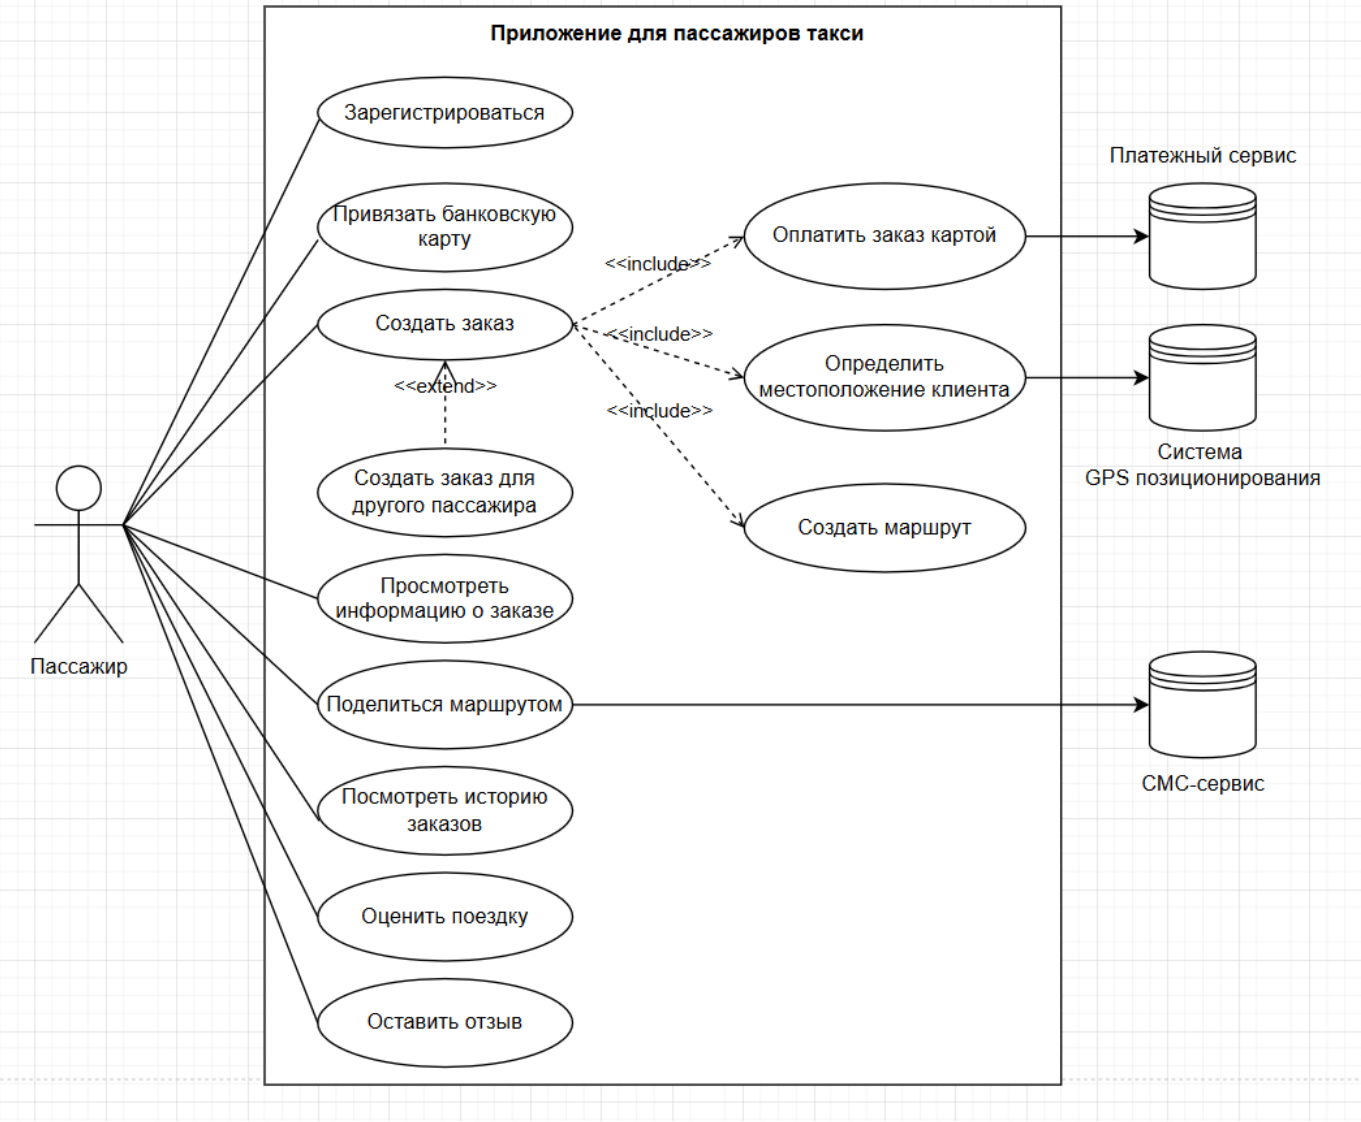 Приложение для пассажиров такси
Зарегистрироваться
Привязать банковскую
карту
Создать заказ
<<extend>>
Создать заказ для
другого пассажира
Просмотреть
информацию о заказе
Поделиться маршрутом
Посмотреть историю
заказов
Оценить поездку
Оставить отзыв
<<include>>
<<include>>
<<include>>
Оплатить заказ картой
Определить
местоположение клиента
Создать маршрут
Пассажир
Платежный сервис
Система
GPS позиционирования
СМС-сервис